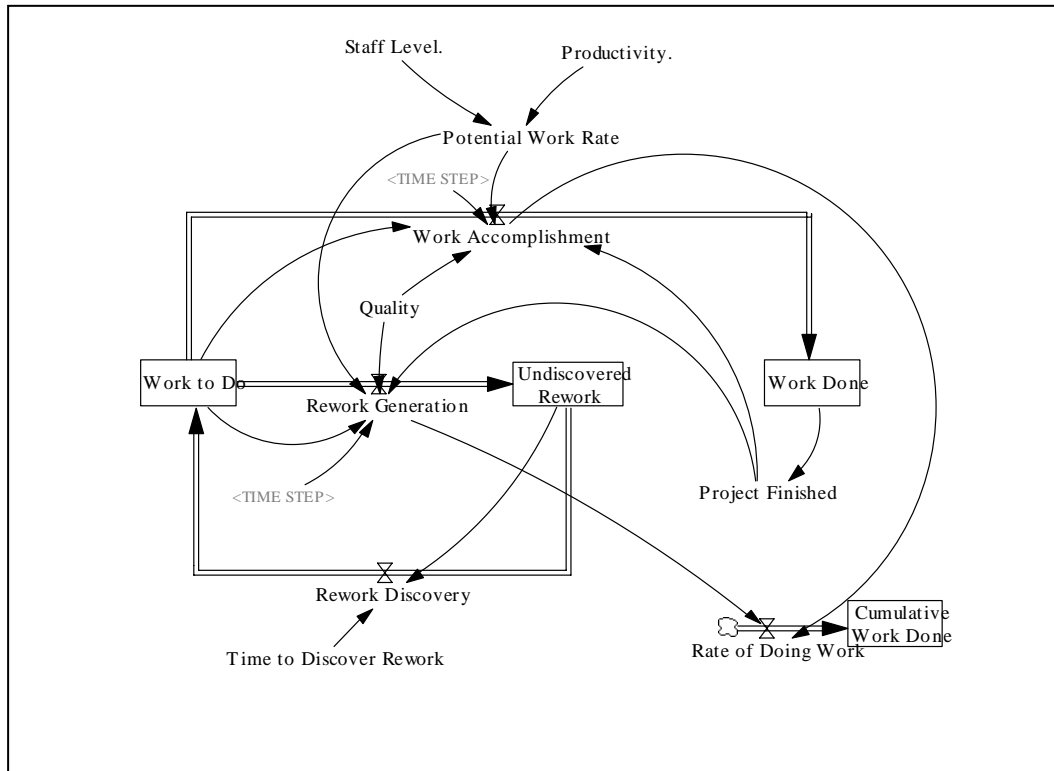 Staff Level.
Productivity.
Potential Work Rate
<TIME STEP>
Work Accomplishment
Quality
Work to Do
Undiscovered
Rework
Work Done
Rework Generation
<TIME STEP>
Project Finished
Rework Discovery
Cumulative
Work Done
Rate of Doing Work
Time to Discover Rework